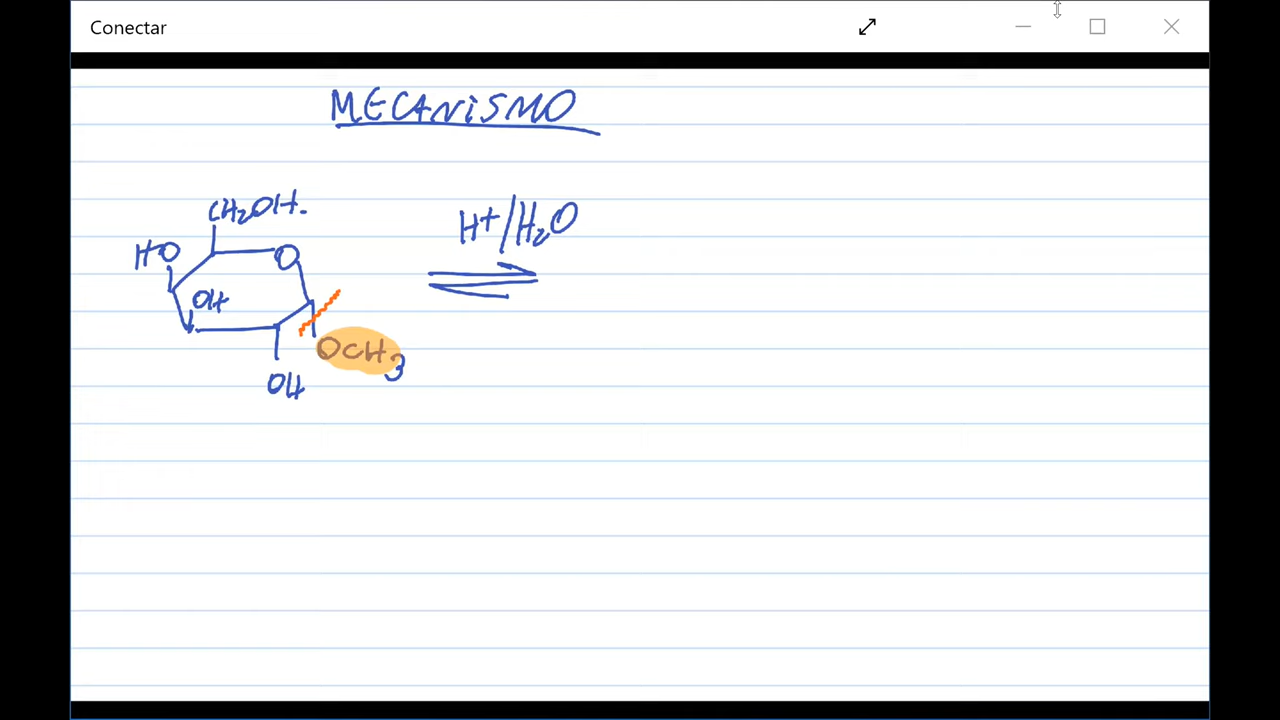 Conectar
MECANISMO
CH2OH.
HO
O
OH
OCH3
OH
H+/H2O